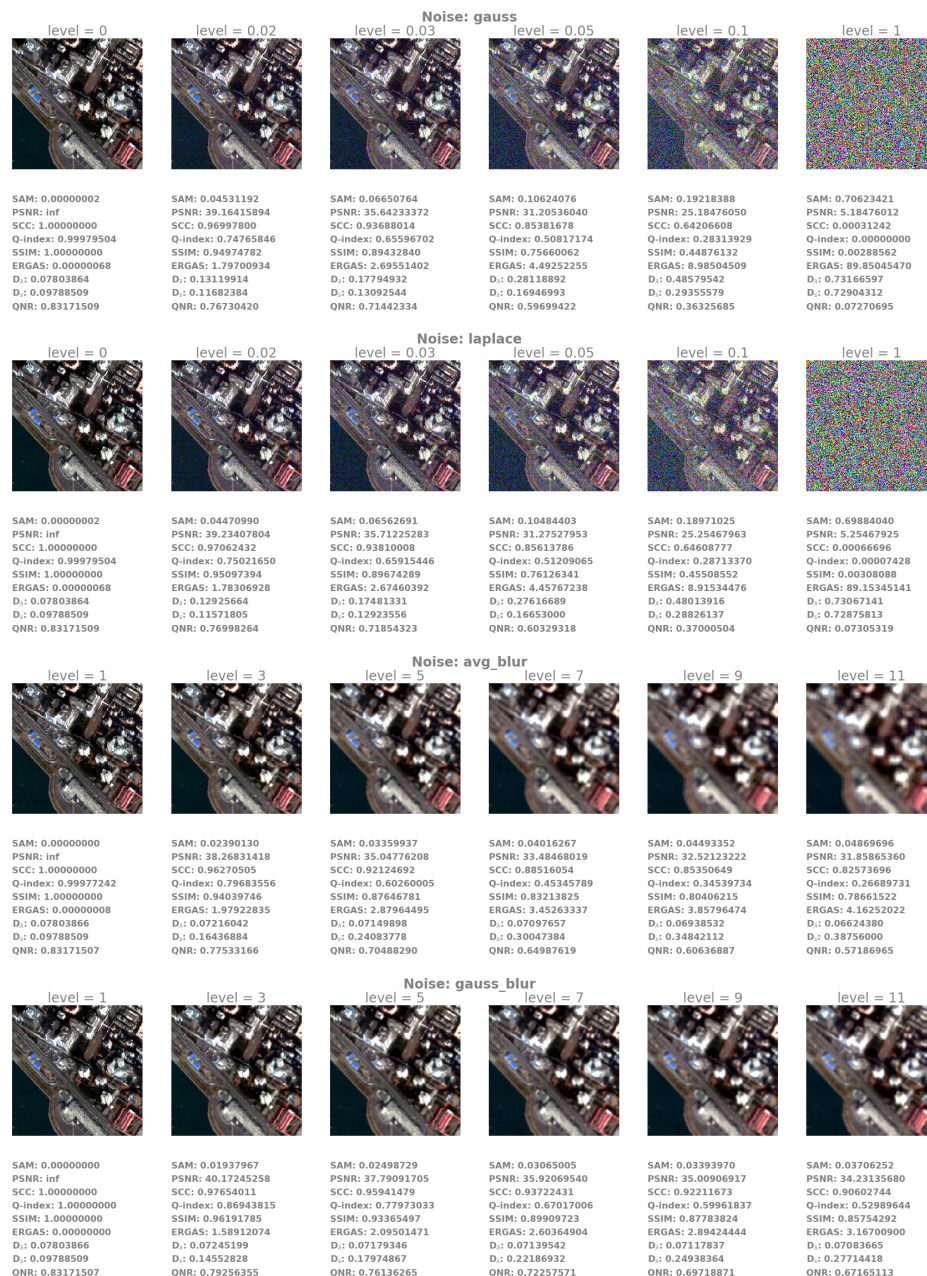 Noise: gauss
level = 0 level = 0.02 level = 0.03 level = 0.05 level = 0.1 level = 1
SAM: 0.00000002 SAM: 0.04531192 SAM: 0.06650764 SAM: 0.10624076 SAM: 0.19218388 SAM: 0.70623421
PSNR: inf PSNR: 39.16415894 PSNR: 35.64233372 PSNR: 31.20536040 PSNR: 25.18476050 PSNR: 5.18476012
SCC: 1.00000000 SCC: 0.96997800 SCC: 0.93688014 SCC: 0.85381678 SCC: 0.64206608 SCC: 0.00031242
Q-index: 0.99979504 Q-index: 0.74765846 Q-index: 0.65596702 Q-index: 0.50817174 Q-index: 0.28313929 Q-index: 0.00000000
SSIM: 1.00000000 SSIM: 0.94974782 SSIM: 0.89432840 SSIM: 0.75660062 SSIM: 0.44876132 SSIM: 0.00288562
ERGAS: 0.00000068 ERGAS: 1.79700934 ERGAS: 2.69551402 ERGAS: 4.49252255 ERGAS: 8.98504509 ERGAS: 89.85045470
Dλ: 0.07803864 Dλ: 0.13119914 Dλ: 0.17794932 Dλ: 0.28118892 Dλ: 0.48579542 Dλ: 0.73166597
Ds: 0.09788509 Ds: 0.11682384 Ds: 0.13092544 Ds: 0.16946993 Ds: 0.29355579 Ds: 0.72904312
QNR: 0.83171509 QNR: 0.76730420 QNR: 0.71442334 QNR: 0.59699422 QNR: 0.36325685 QNR: 0.07270695
Noise: laplace
level = 0 level = 0.02 level = 0.03 level = 0.05 level = 0.1 level = 1
SAM: 0.00000002 SAM: 0.04470990 SAM: 0.06562691 SAM: 0.10484403 SAM: 0.18971025 SAM: 0.69884040
PSNR: inf PSNR: 39.23407804 PSNR: 35.71225283 PSNR: 31.27527953 PSNR: 25.25467963 PSNR: 5.25467925
SCC: 1.00000000 SCC: 0.97062432 SCC: 0.93810008 SCC: 0.85613786 SCC: 0.64608777 SCC: 0.00066696
Q-index: 0.99979504 Q-index: 0.75021650 Q-index: 0.65915446 Q-index: 0.51209065 Q-index: 0.28713370 Q-index: 0.00007428
SSIM: 1.00000000 SSIM: 0.95097394 SSIM: 0.89674289 SSIM: 0.76126341 SSIM: 0.45508552 SSIM: 0.00308088
ERGAS: 0.00000068 ERGAS: 1.78306928 ERGAS: 2.67460392 ERGAS: 4.45767238 ERGAS: 8.91534476 ERGAS: 89.15345141
Dλ: 0.07803864 Dλ: 0.12925664 Dλ: 0.17481331 Dλ: 0.27616689 Dλ: 0.48013916 Dλ: 0.73067141
Ds: 0.09788509 Ds: 0.11571805 Ds: 0.12923556 Ds: 0.16653000 Ds: 0.28826137 Ds: 0.72875813
QNR: 0.83171509 QNR: 0.76998264 QNR: 0.71854323 QNR: 0.60329318 QNR: 0.37000504 QNR: 0.07305319
Noise: avg_blur
level = 1 level = 3 level = 5 level = 7 level = 9 level = 11
SAM: 0.00000000 SAM: 0.02390130 SAM: 0.03359937 SAM: 0.04016267 SAM: 0.04493352 SAM: 0.04869696
PSNR: inf PSNR: 38.26831418 PSNR: 35.04776208 PSNR: 33.48468019 PSNR: 32.52123222 PSNR: 31.85865360
SCC: 1.00000000 SCC: 0.96270505 SCC: 0.92124692 SCC: 0.88516054 SCC: 0.85350649 SCC: 0.82573696
Q-index: 0.99977242 Q-index: 0.79683556 Q-index: 0.60260005 Q-index: 0.45345789 Q-index: 0.34539734 Q-index: 0.26689731
SSIM: 1.00000000 SSIM: 0.94039746 SSIM: 0.87646781 SSIM: 0.83213825 SSIM: 0.80406215 SSIM: 0.78661522
ERGAS: 0.00000008 ERGAS: 1.97922835 ERGAS: 2.87964495 ERGAS: 3.45263337 ERGAS: 3.85796474 ERGAS: 4.16252022
Dλ: 0.07803866 Dλ: 0.07216042 Dλ: 0.07149898 Dλ: 0.07097657 Dλ: 0.06938532 Dλ: 0.06624380
Ds: 0.09788509 Ds: 0.16436884 Ds: 0.24083778 Ds: 0.30047384 Ds: 0.34842112 Ds: 0.38756000
QNR: 0.83171507 QNR: 0.77533166 QNR: 0.70488290 QNR: 0.64987619 QNR: 0.60636887 QNR: 0.57186965
Noise: gauss_blur
level = 1 level = 3 level = 5 level = 7 level = 9 level = 11
SAM: 0.00000000 SAM: 0.01937967 SAM: 0.02498729 SAM: 0.03065005 SAM: 0.03393970 SAM: 0.03706252
PSNR: inf PSNR: 40.17245258 PSNR: 37.79091705 PSNR: 35.92069540 PSNR: 35.00906917 PSNR: 34.23135680
SCC: 1.00000000 SCC: 0.97654011 SCC: 0.95941479 SCC: 0.93722431 SCC: 0.92211673 SCC: 0.90602744
Q-index: 1.00000000 Q-index: 0.86943815 Q-index: 0.77973033 Q-index: 0.67017006 Q-index: 0.59961837 Q-index: 0.52989644
SSIM: 1.00000000 SSIM: 0.96191785 SSIM: 0.93365497 SSIM: 0.89909723 SSIM: 0.87783824 SSIM: 0.85754292
ERGAS: 0.00000000 ERGAS: 1.58912074 ERGAS: 2.09501471 ERGAS: 2.60364904 ERGAS: 2.89424444 ERGAS: 3.16700900
Dλ: 0.07803866 Dλ: 0.07245199 Dλ: 0.07179346 Dλ: 0.07139542 Dλ: 0.07117837 Dλ: 0.07083665
Ds: 0.09788509 Ds: 0.14552828 Ds: 0.17974867 Ds: 0.22186932 Ds: 0.24938364 Ds: 0.27714418
QNR: 0.83171507 QNR: 0.79256355 QNR: 0.76136265 QNR: 0.72257571 QNR: 0.69718871 QNR: 0.67165113